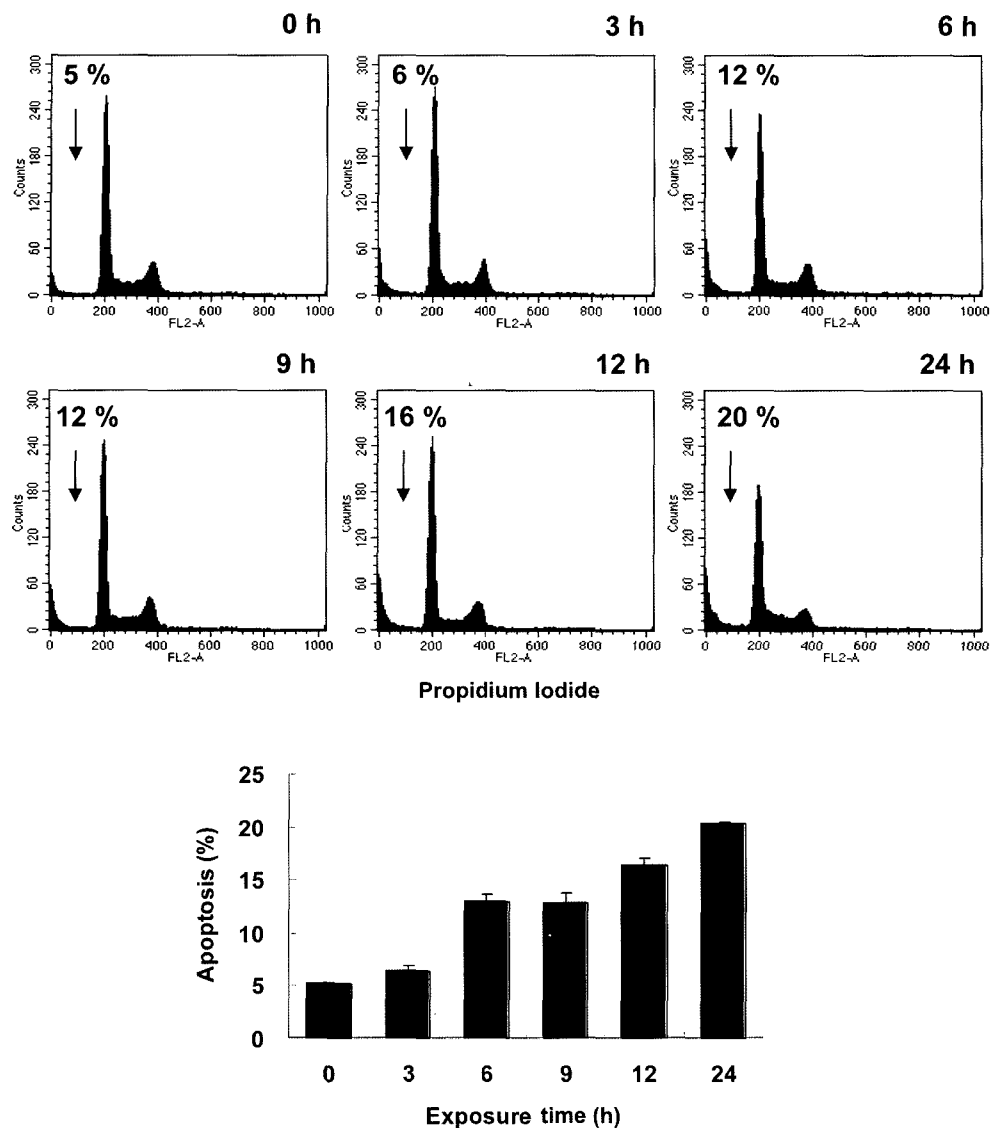 0 h
3 h
6 h
5 %
6 %
12 %
300
240
180
120
60
0
Counts
0 200 400 600 800 1000
FL2-A
300
240
180
120
60
0
Counts
0 200 400 600 800 1000
FL2-A
300
240
180
120
60
0
Counts
0 200 400 600 800 1000
FL2-A
9 h
12 h
24 h
12 %
16 %
20 %
300
240
180
120
60
0
Counts
0 200 400 600 800 1000
FL2-A
300
240
180
120
60
0
Counts
0 200 400 600 800 1000
FL2-A
300
240
180
120
60
0
Counts
0 200 400 600 800 1000
FL2-A
Propidium Iodide
25
20
15
10
5
0
Apoptosis (%)
0 3 6 9 12 24
Exposure time (h)